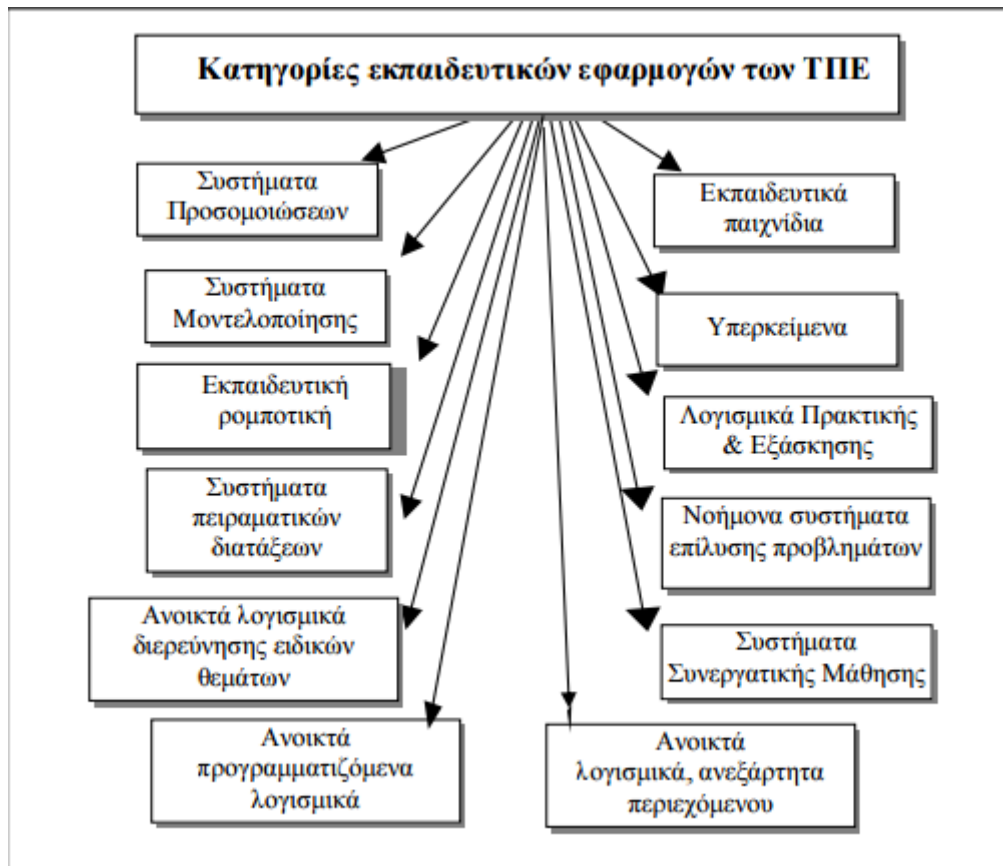 Κατηγορίες εκπαιδευτικών εφαρμογών των ΤΠΕ
Συστήματα
Προσομοιώσεων
Συστήματα
Μοντελοποίησης
Εκπαιδευτική
ρομποτική
Συστήματα
πειραματικών
διατάξεων
Ανοικτά λογισμικά
διερεύνησης ειδικών
θεμάτων
Ανοικτά
προγραμματιζόμενα
λογισμικά
Εκπαιδευτικά
παιχνίδια
Υπερκείμενα
Λογισμικά Πρακτικής
& Εξάσκησης
Νοήμονα συστήματα
επίλυσης προβλημάτων
Συστήματα
Συνεργατικής Μάθησης
Ανοικτά
λογισμικά, ανεξάρτητα
περιεχόμενου